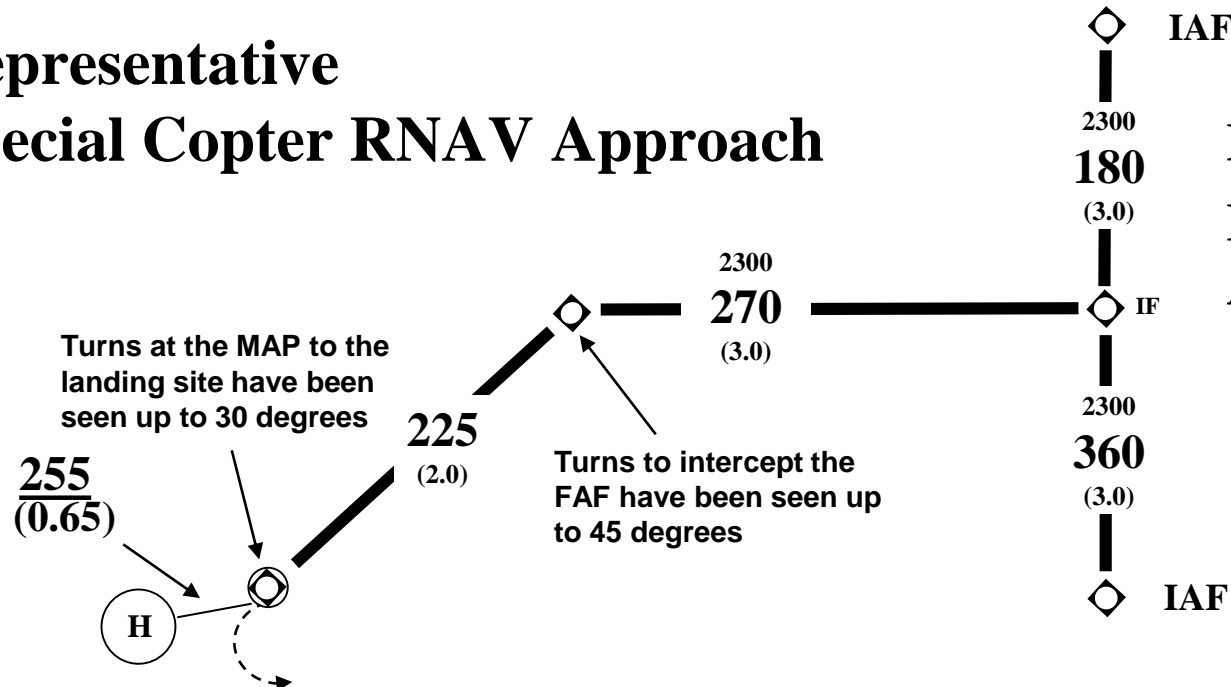 epresentative
ecial Copter RNAV Approach
IAF
2300
180
(3.0)
2300
270
(3.0)
IF
Turns at the MAP to the
landing site have been
seen up to 30 degrees
225
(2.0)
255
(0.65)
Turns to intercept the
FAF have been seen up
to 45 degrees
2300
360
(3.0)
IAF
H